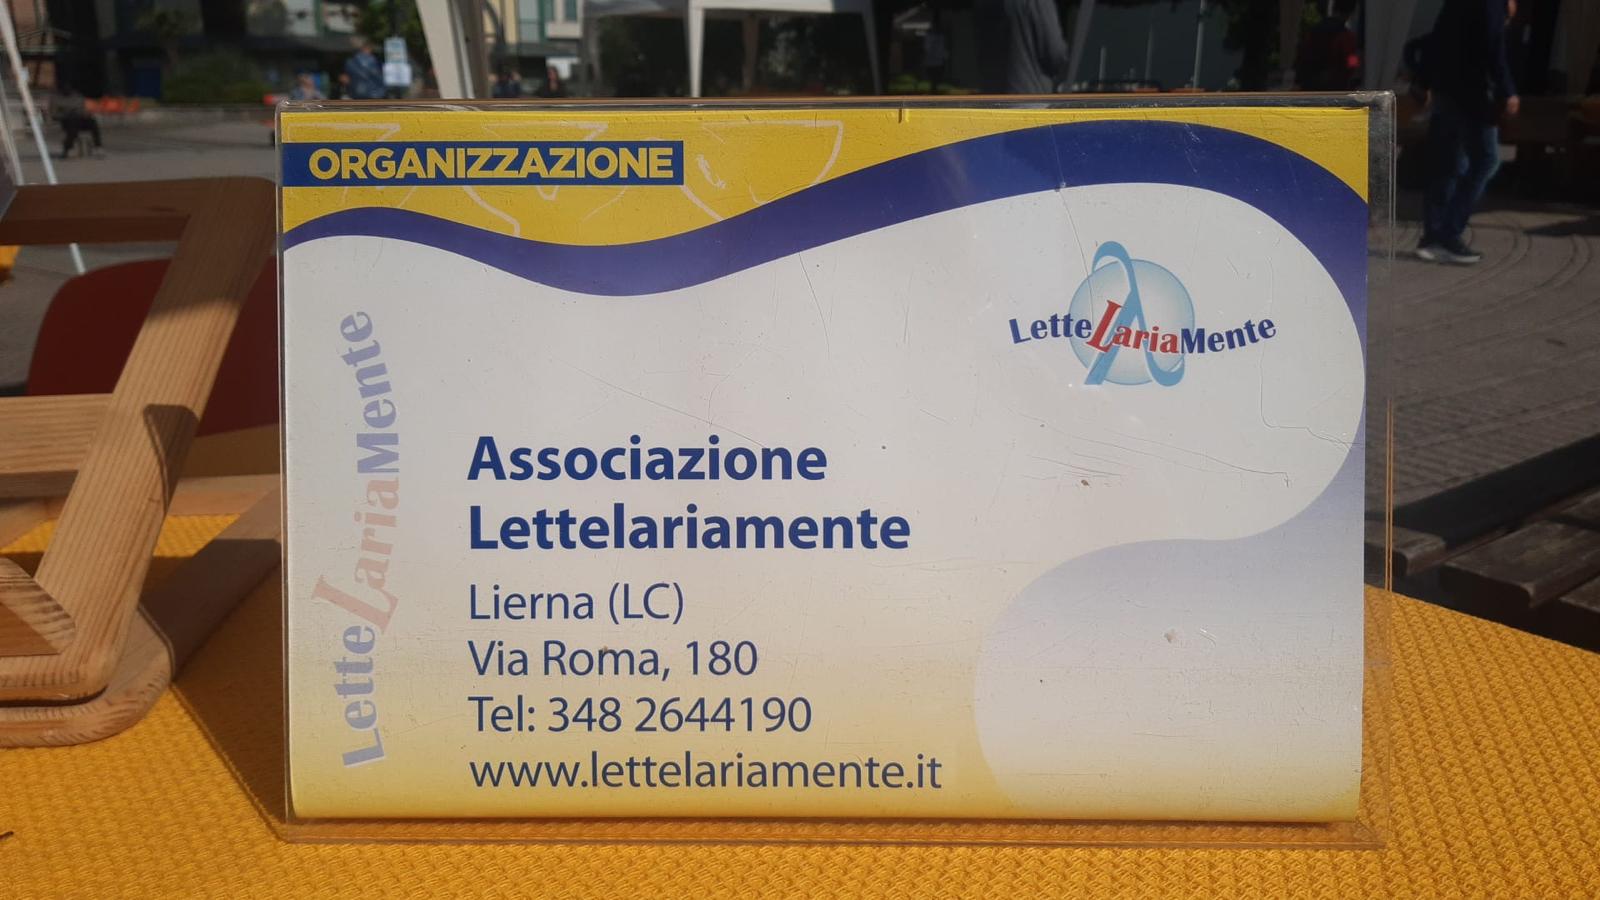 ORGANIZZAZIONE
LetteLariaMente
LetteLariaMente
Associazione
Lettelariamente
Lierna (LC)
Via Roma, 180
Tel: 348 2644190
www.lettelariamente.it